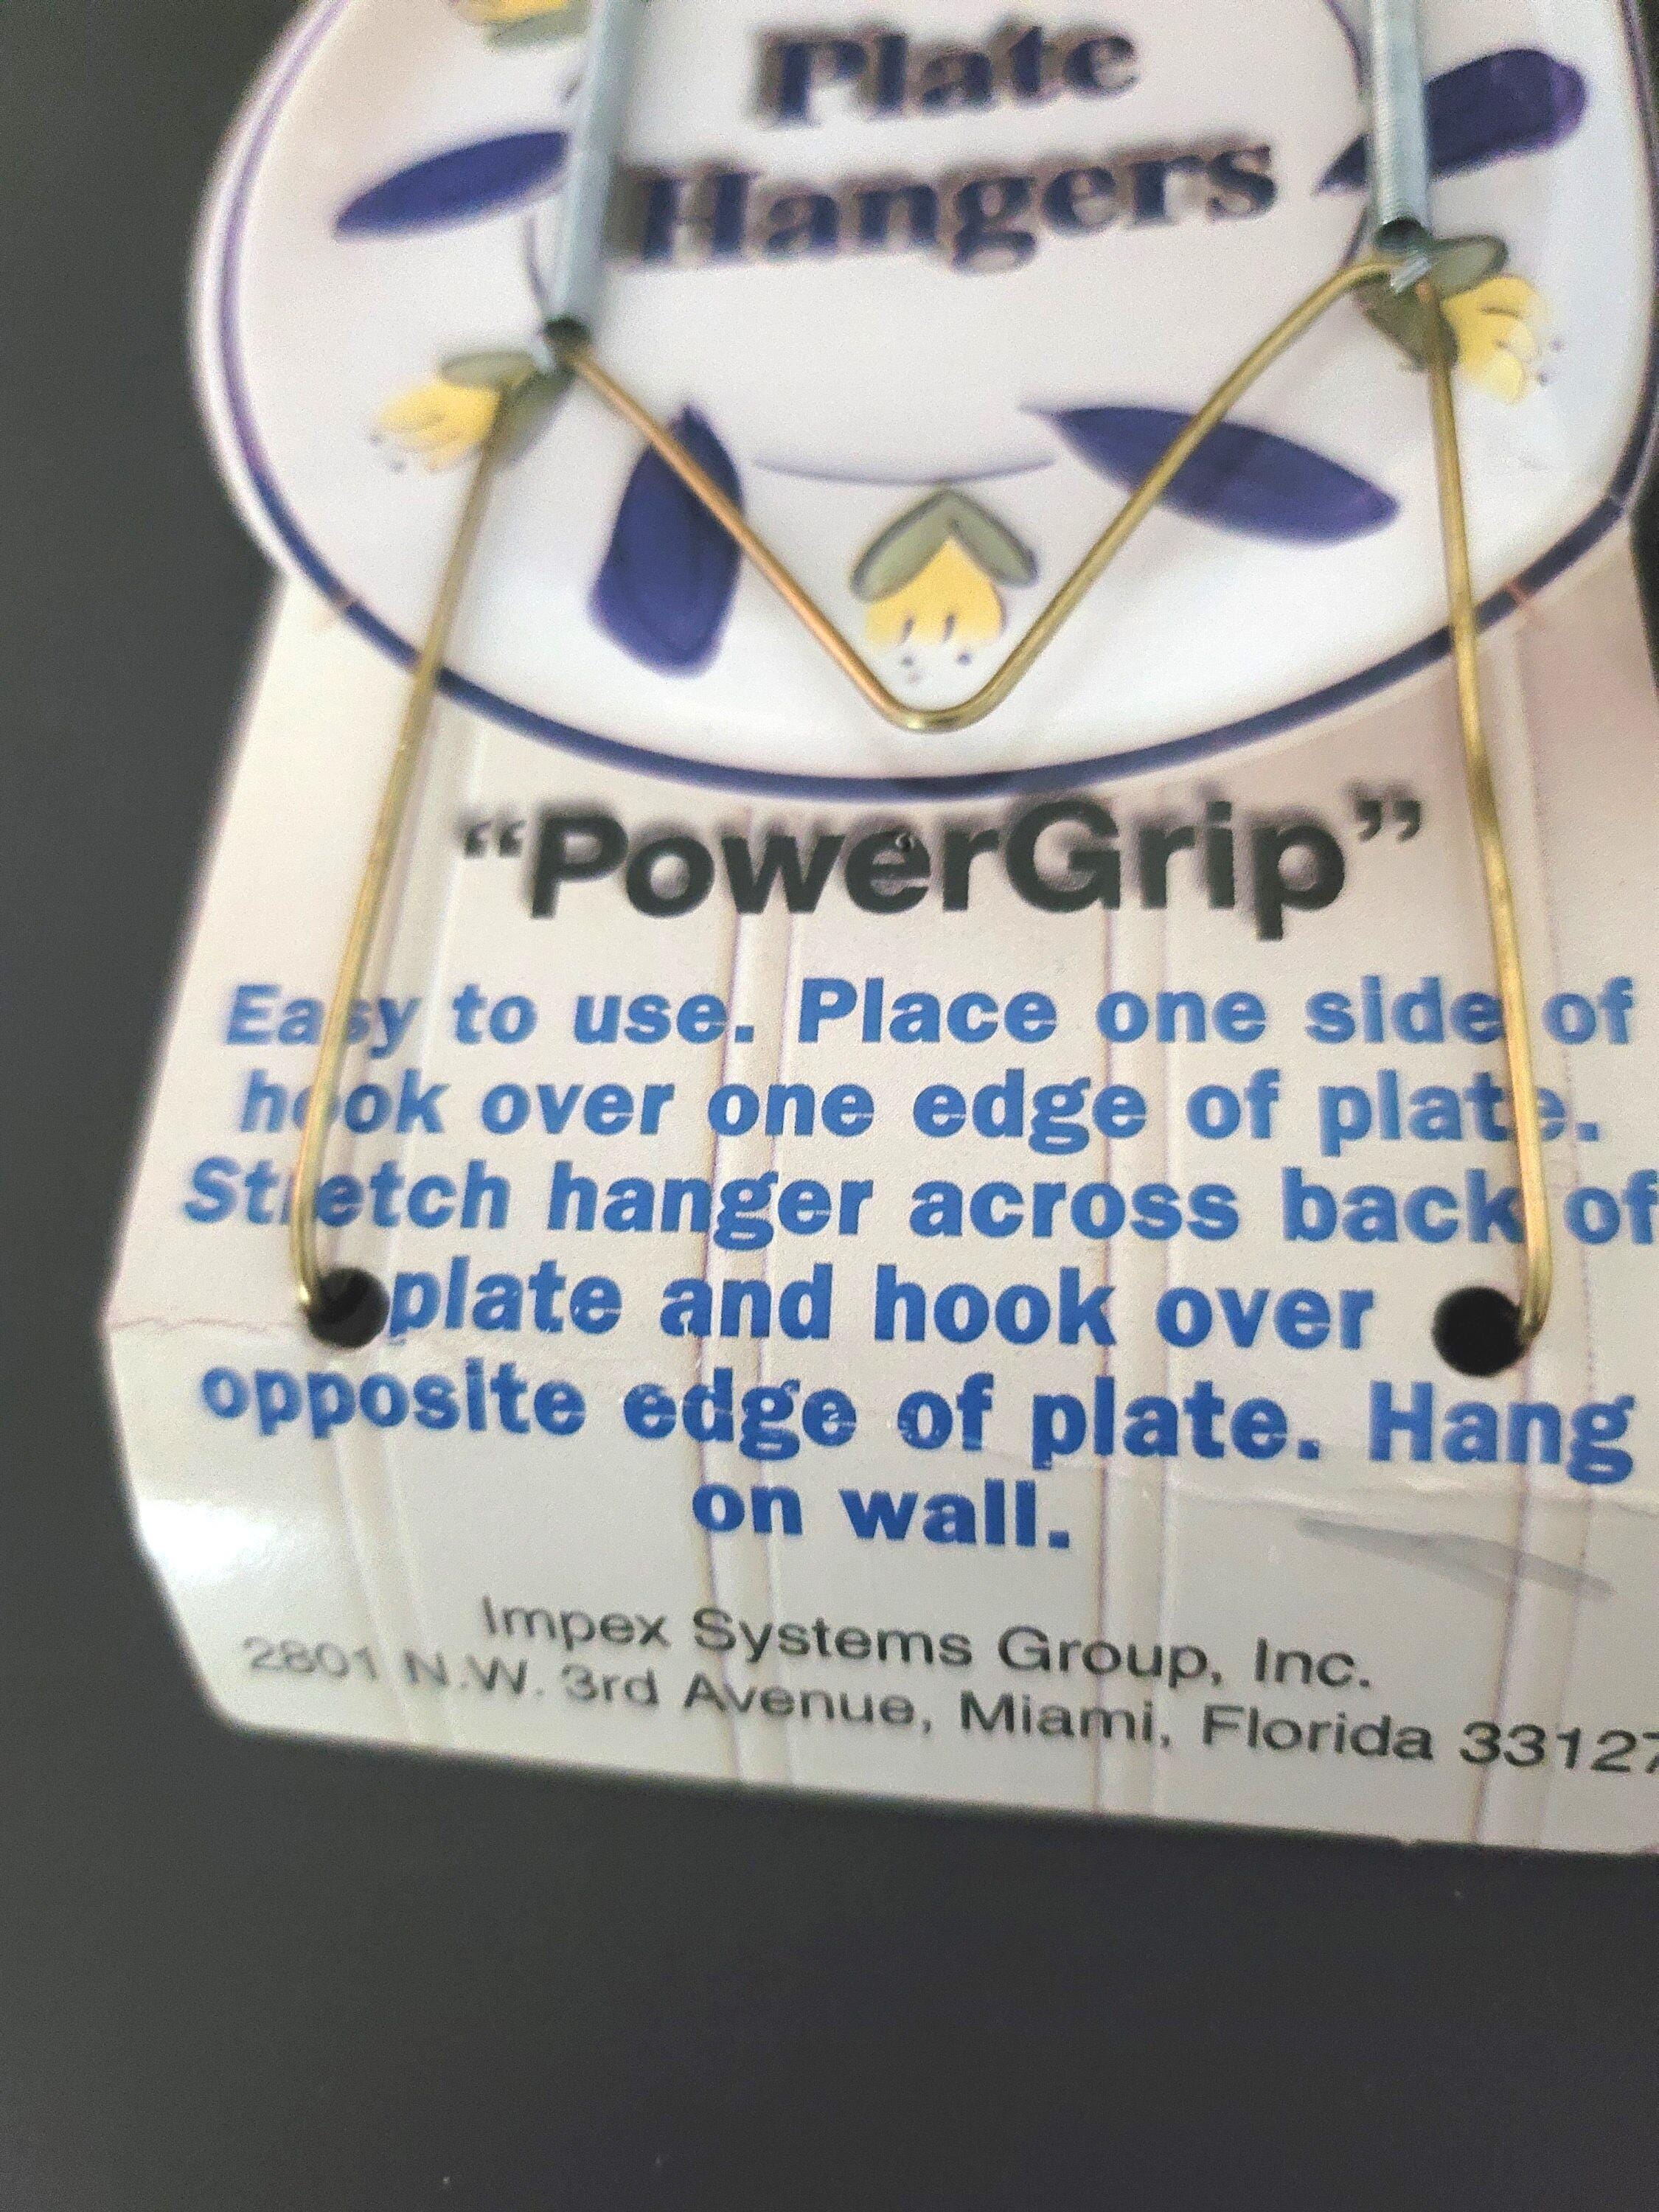 Plate
Hangers
“PowerGrip”
Easy to use. Place one side of
hook over one edge of plate.
Stretch hanger across back of
plate and hook over
opposite edge of plate. Hang
on wall.
Impex Systems Group, Inc.
2801 N.W. 3rd Avenue, Miami, Florida 33127